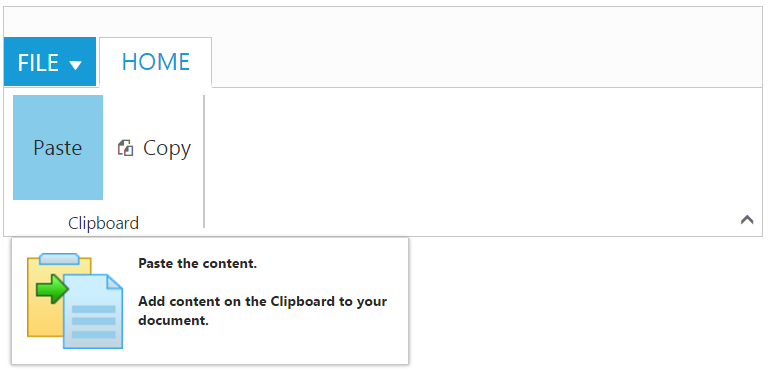 FILE HOME
Paste Copy
Clipboard
Paste the content.
Add content on the Clipboard to your
document.